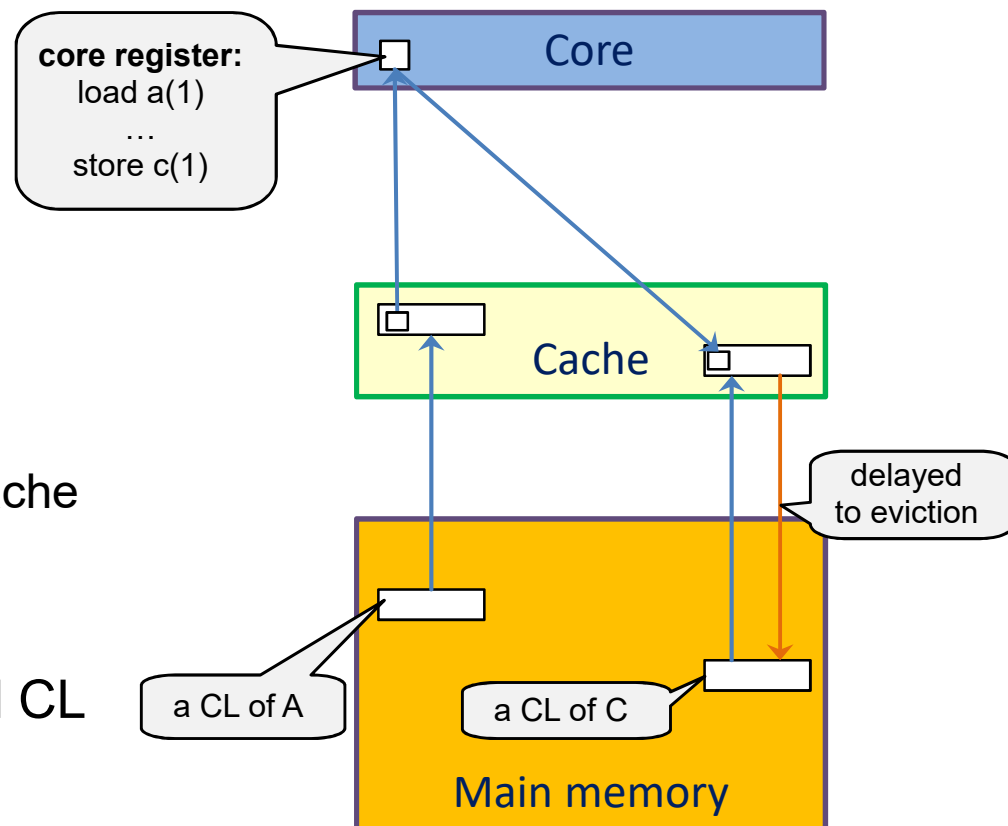 core register:
load a(1)
…
store c(1)
Core
Cache
che
delayed
to eviction
CL
a CL of A
a CL of C
Main memory